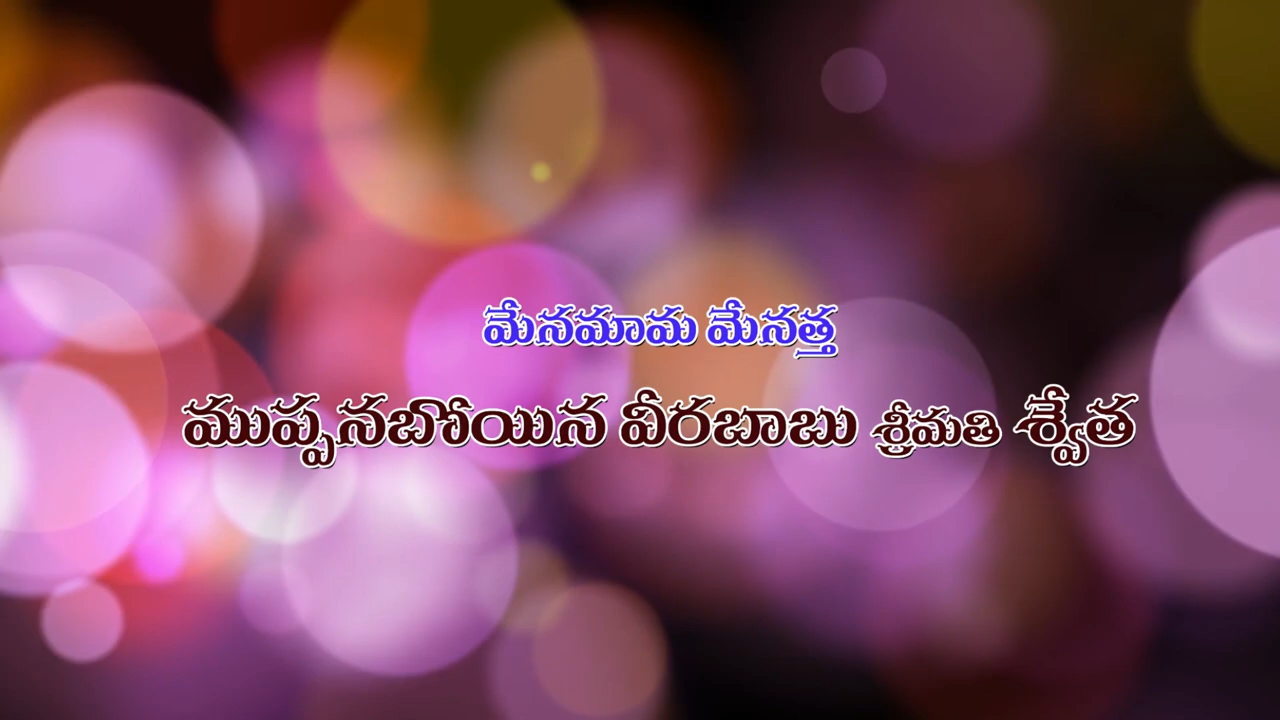 మేనమామ మేనత్త
ముప్పనబోయిన వీరబాబు శ్రీమతి శ్వేత